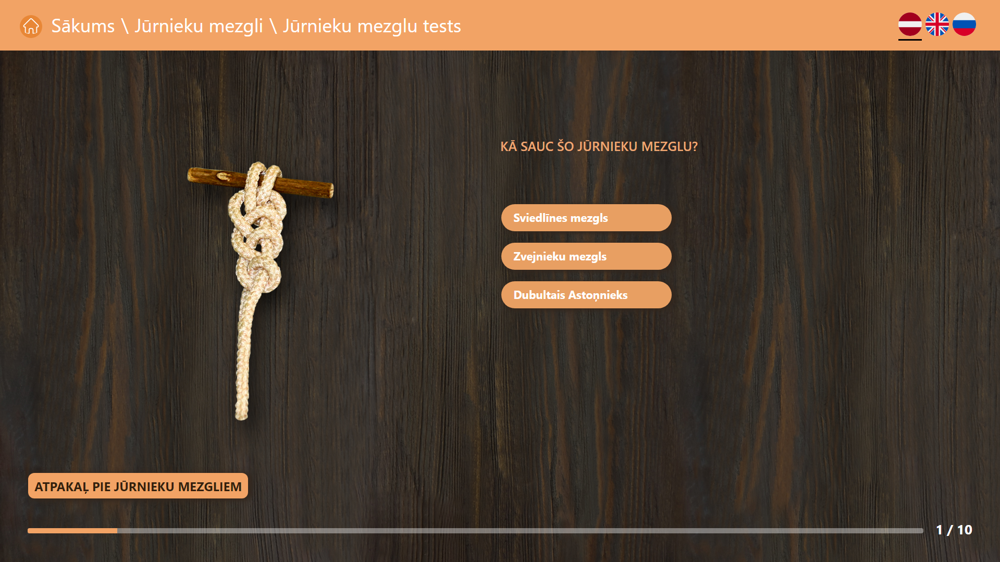 Sākums \ Jūrnieku mezgli \ Jūrnieku mezglu tests
KĀ SAUC ŠO JŪRNIEKU MEZGLU?
Sviedlīnes mezgls
Zvejnieku mezgls
Dubultais Astoņnieks
ATPAKAĻ PIE JŪRNIEKU MEZGLIEM
1 / 10